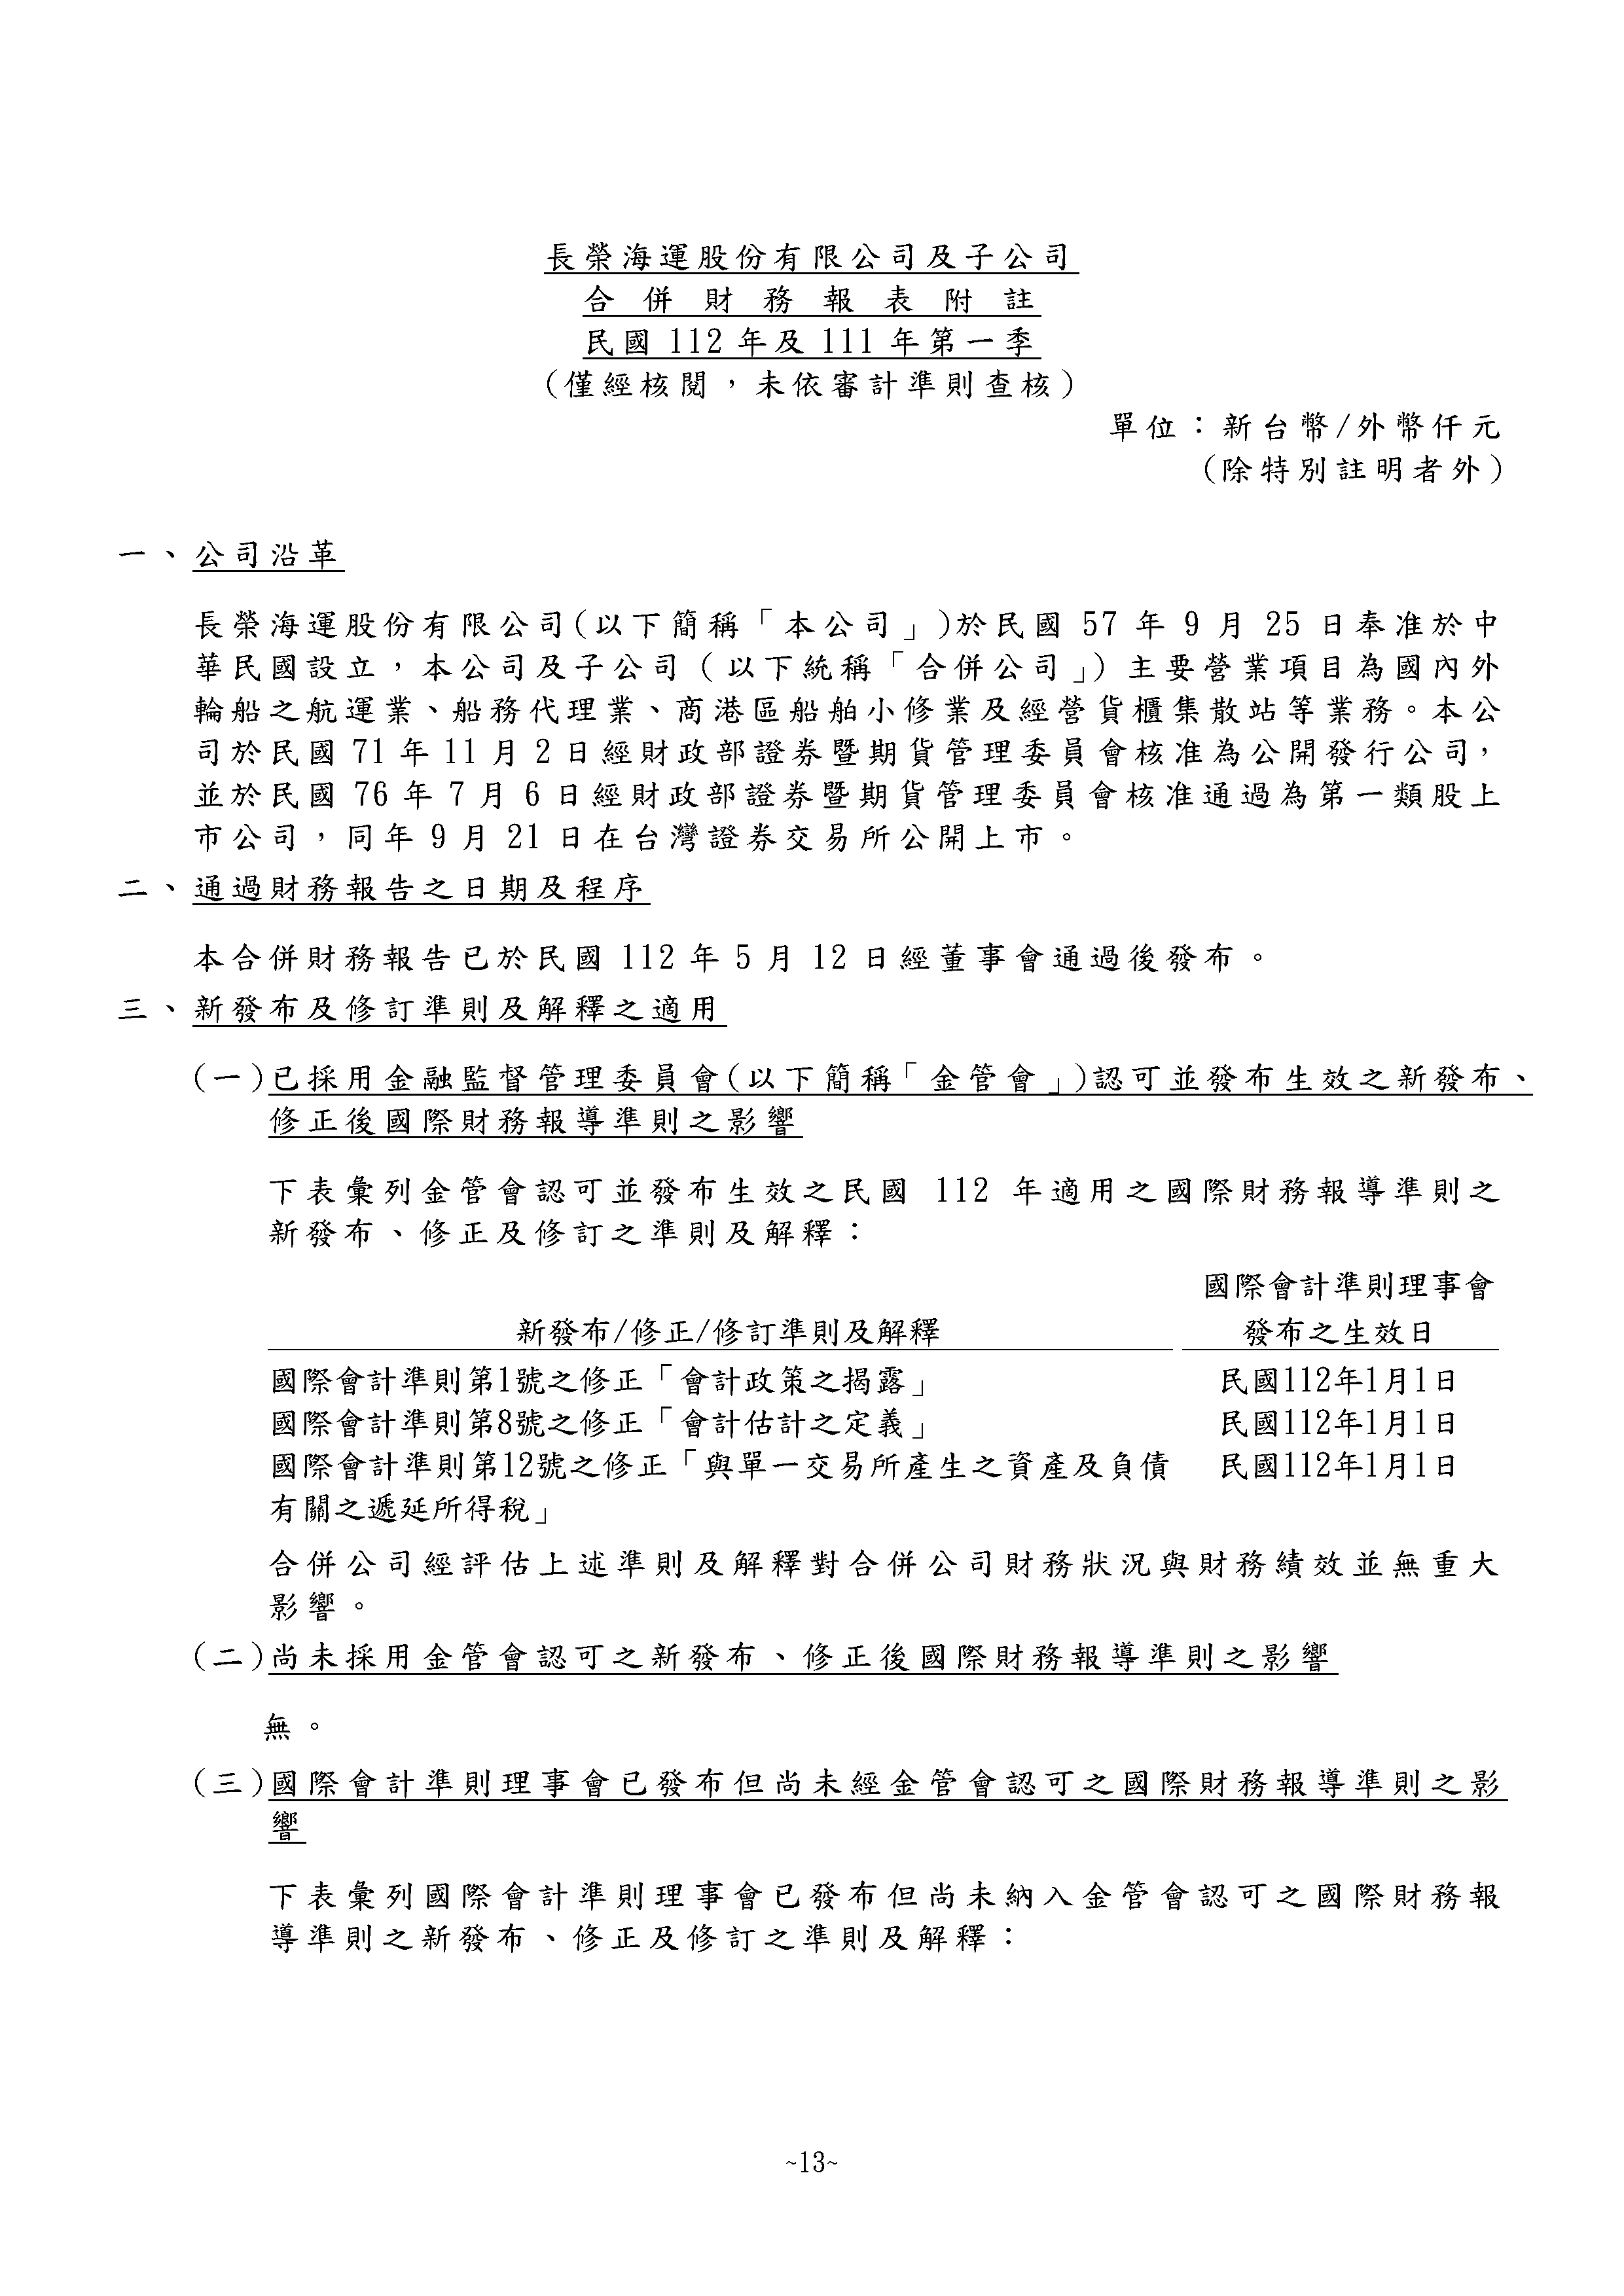 長榮海運股份有限公司及子公司
合併財務報表附註
民國 112 年及 111 年第一季
(僅經核閱，未依審計準則查核)
單位：新台幣/外幣仟元
(除特別註明者外)
一、公司沿革
長榮海運股份有限公司(以下簡稱「本公司」)於民國 57 年 9 月 25 日奉准於中
華民國設立，本公司及子公司(以下統稱「合併公司」)主要營業項目為國內外
輪船之航運業、船務代理業、商港區船舶小修業及經營貨櫃集散站等業務。本公
司於民國 71 年 11 月 2 日經財政部證券暨期貨管理委員會核准為公開發行公司，
並於民國 76 年 7 月 6 日經財政部證券暨期貨管理委員會核准通過為第一類股上
市公司，同年 9 月 21 日在台灣證券交易所公開上市。
二、通過財務報告之日期及程序
本合併財務報告已於民國 112 年 5 月 12 日經董事會通過後發布。
三、新發布及修訂準則及解釋之適用
(一)已採用金融監督管理委員會(以下簡稱「金管會」)認可並發布生效之新發布、
修正後國際財務報導準則之影響
下表彙列金管會認可並發布生效之民國 112 年適用之國際財務報導準則之
新發布、修正及修訂之準則及解釋：
國際會計準則理事會
新發布/修正/修訂準則及解釋 發布之生效日
國際會計準則第1號之修正「會計政策之揭露」 民國112年1月1日
國際會計準則第8號之修正「會計估計之定義」 民國112年1月1日
國際會計準則第12號之修正「與單一交易所產生之資產及負債 民國112年1月1日
有關之遞延所得稅」
合併公司經評估上述準則及解釋對合併公司財務狀況與財務績效並無重大
影響。
(二)尚未採用金管會認可之新發布、修正後國際財務報導準則之影響
無。
(三)國際會計準則理事會已發布但尚未經金管會認可之國際財務報導準則之影
響
下表彙列國際會計準則理事會已發布但尚未納入金管會認可之國際財務報
導準則之新發布、修正及修訂之準則及解釋：
~13~